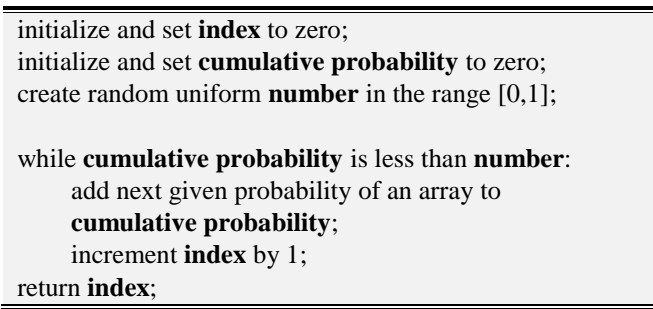 initialize and set index to zero;
initialize and set cumulative probability to zero;
create random uniform number in the range [0,1];
while cumulative probability is less than number:
add next given probability of an array to
cumulative probability;
increment index by 1;
return index;